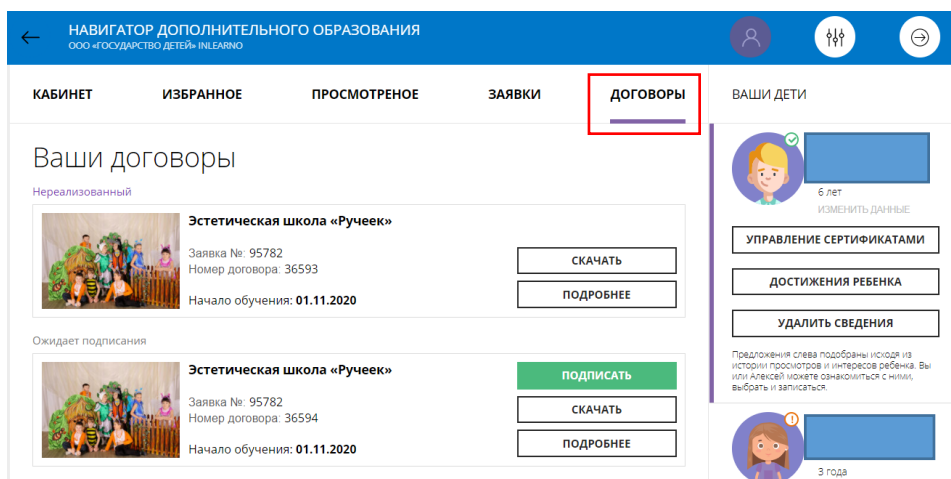 НАВИГАТОР ДОПОЛНИТЕЛЬНОГО ОБРАЗОВАНИЯ
ООО «ГОСУДАРСТВО ДЕТЕЙ» INLEARNO
КАБИНЕТ ИЗБРАННОЕ ПРОСМОТРЕНОЕ ЗАЯВКИ ДОГОВОРЫ
Ваши договоры
Нереализованный
Эстетическая школа «Ручеек»
Заявка №: 95782
Номер договора: 36593
Начало обучения: 01.11.2020
СКАЧАТЬ
ПОДРОБНЕЕ
Ожидает подписания
Эстетическая школа «Ручеек»
Заявка №: 95782
Номер договора: 36594
Начало обучения: 01.11.2020
ПОДПИСАТЬ
СКАЧАТЬ
ПОДРОБНЕЕ
ВАШИ ДЕТИ
6 лет
ИЗМЕНИТЬ ДАННЫЕ
УПРАВЛЕНИЕ СЕРТИФИКАТАМИ
ДОСТИЖЕНИЯ РЕБЕНКА
УДАЛИТЬ СВЕДЕНИЯ
Предложения слева подобраны исходя из
истории просмотров и интересов ребенка. Вы
или Алексей можете ознакомиться с ними,
выбрать и записаться.
3 года